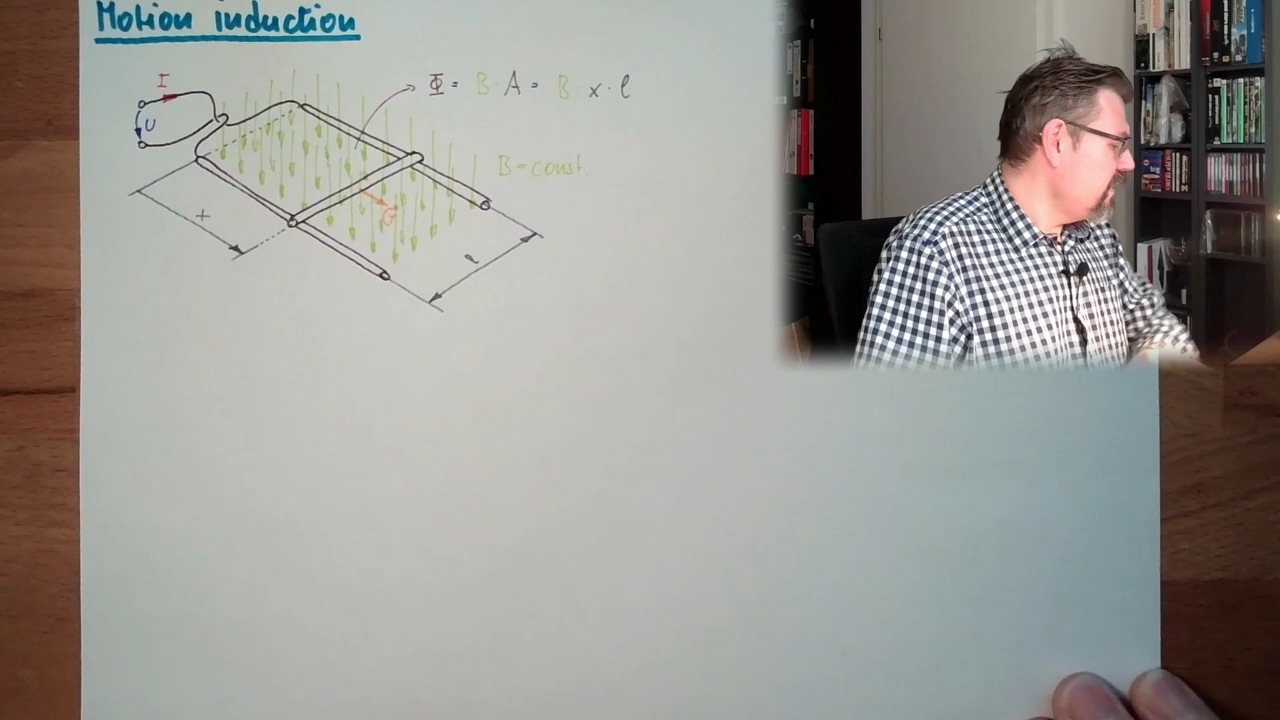 Motion induction
I
Φ = B · A = B · x · l
U
B = const.
x
v
l